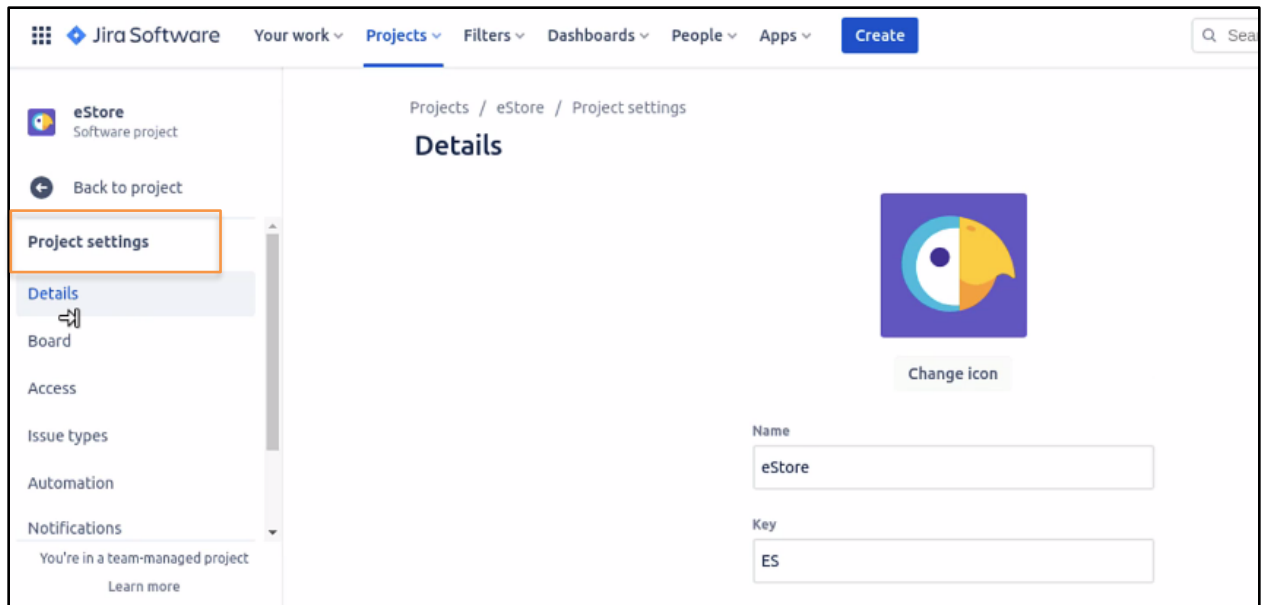 Jira Software Your work Projects Filters Dashboards People Apps Create Sea
eStore
Software project
Back to project
Project settings
Details
Board
Access
Issue types
Automation
Notifications
You're in a team-managed project
Learn more
Projects / eStore / Project settings
Details
Change icon
Name
eStore
Key
ES